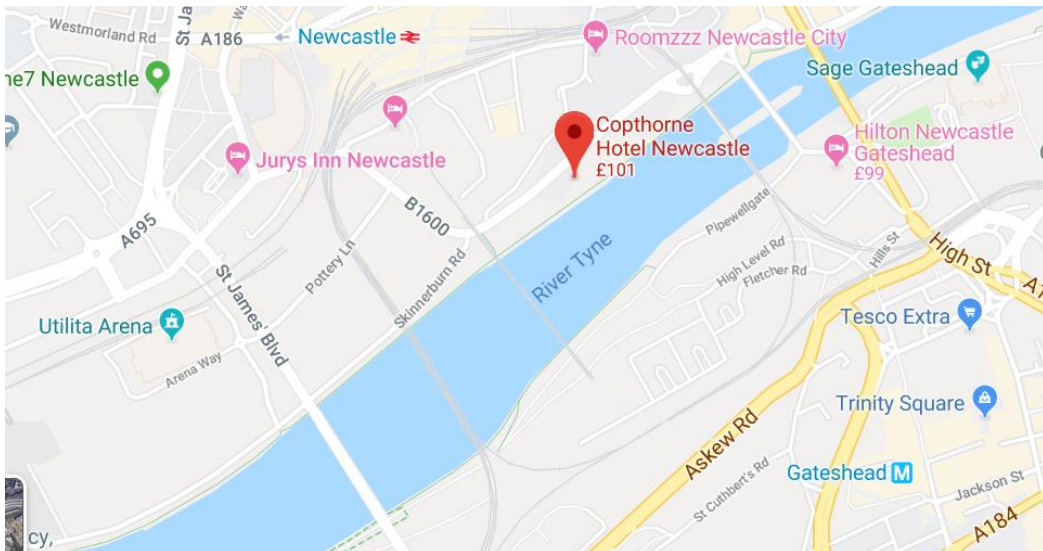 Westmorland Rd
St Ja
A186
Newcastle
Roomzzz Newcastle City
Sage Gateshead
ne7 Newcastle
Copthorne
Hotel Newcastle
£101
Hilton Newcastle
Gateshead
£99
Jurys Inn Newcastle
A695
B1600
Pipewellgate
Pottery Ln
Skinnerburn Rd
River Tyne
High Level Rd
Fletcher Rd
Hills St
High St
A1
St James' Blvd
Utilita Arena
Arena Way
Tesco Extra
Trinity Square
Askew Rd
St Cuthbert's Rd
Gateshead M
Jackson St
A184
cy,